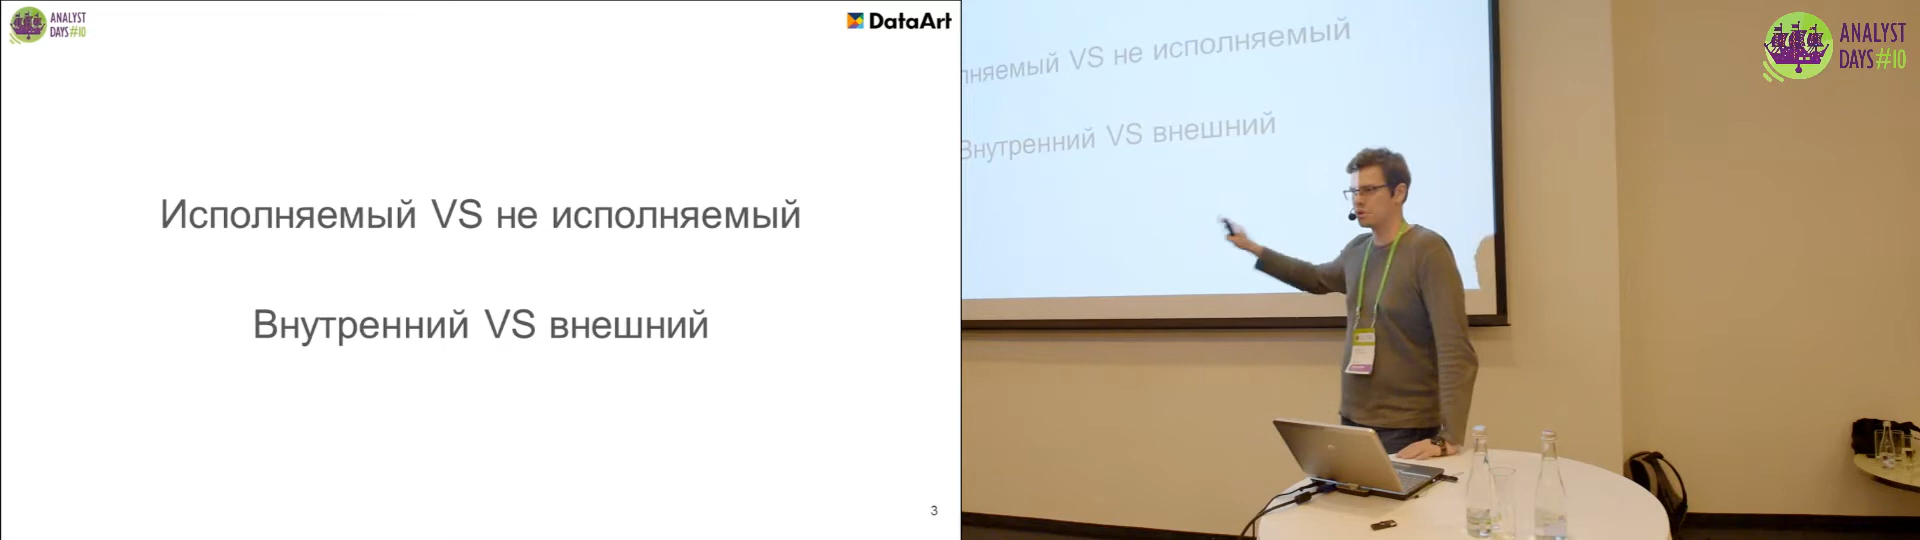 ANALYST
DAYS#10
DataArt
Исполняемый VS не исполняемый
Внутренний VS внешний
3
лняемый VS не исполняемый
Внутренний VS внешний
ANALYST
DAYS#10